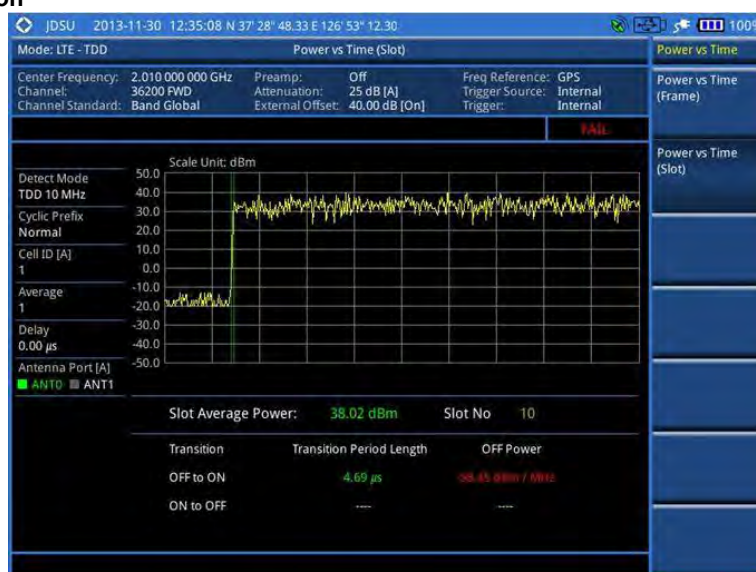 on
JDSU 2013-11-30 12:35:08 N 37' 28" 48.33 E 126' 53" 12.30 100%
Mode: LTE - TDD Power vs Time (Slot) Power vs Time
Center Frequency: 2.010 000 000 GHz Preamp: Off Freq Reference: GPS
Channel: 36200 FWD Attenuation: 25 dB [A] Trigger Source: Internal
Channel Standard: Band Global External Offset: 40.00 dB [On] Trigger: Internal
Power vs Time
(Frame)
FAIL
Power vs Time
(Slot)
Scale Unit: dBm
Detect Mode
TDD 10 MHz
Cyclic Prefix
Normal
Cell ID [A]
1
Average
1
Delay
0.00 µs
Antenna Port [A]
ANT0 ANT1
50.0
40.0
30.0
20.0
10.0
0.0
-10.0
-20.0
-30.0
-40.0
-50.0
Slot Average Power: 38.02 dBm Slot No 10
Transition Transition Period Length OFF Power
OFF to ON 4.69 µs dBm / MHz
ON to OFF ---- ----